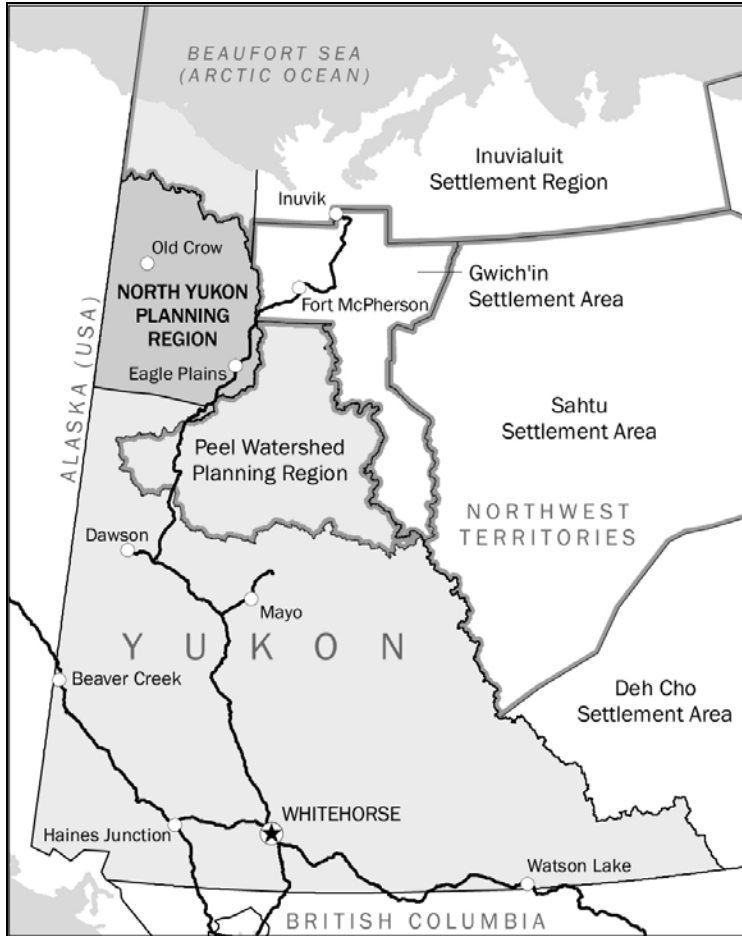 BEAUFORT SEA
(ARCTIC OCEAN)
Inuvialuit
Settlement Region
Inuvik
Old Crow
Gwich'in
Settlement Area
NORTH YUKON
PLANNING
REGION
Fort McPherson
Eagle Plains
ALASKA (USA)
Sahtu
Settlement Area
Peel Watershed
Planning Region
NORTHWEST
TERRITORIES
Dawson
Mayo
YUKON
Beaver Creek
Deh Cho
Settlement Area
WHITEHORSE
Haines Junction
Watson Lake
BRITISH COLUMBIA